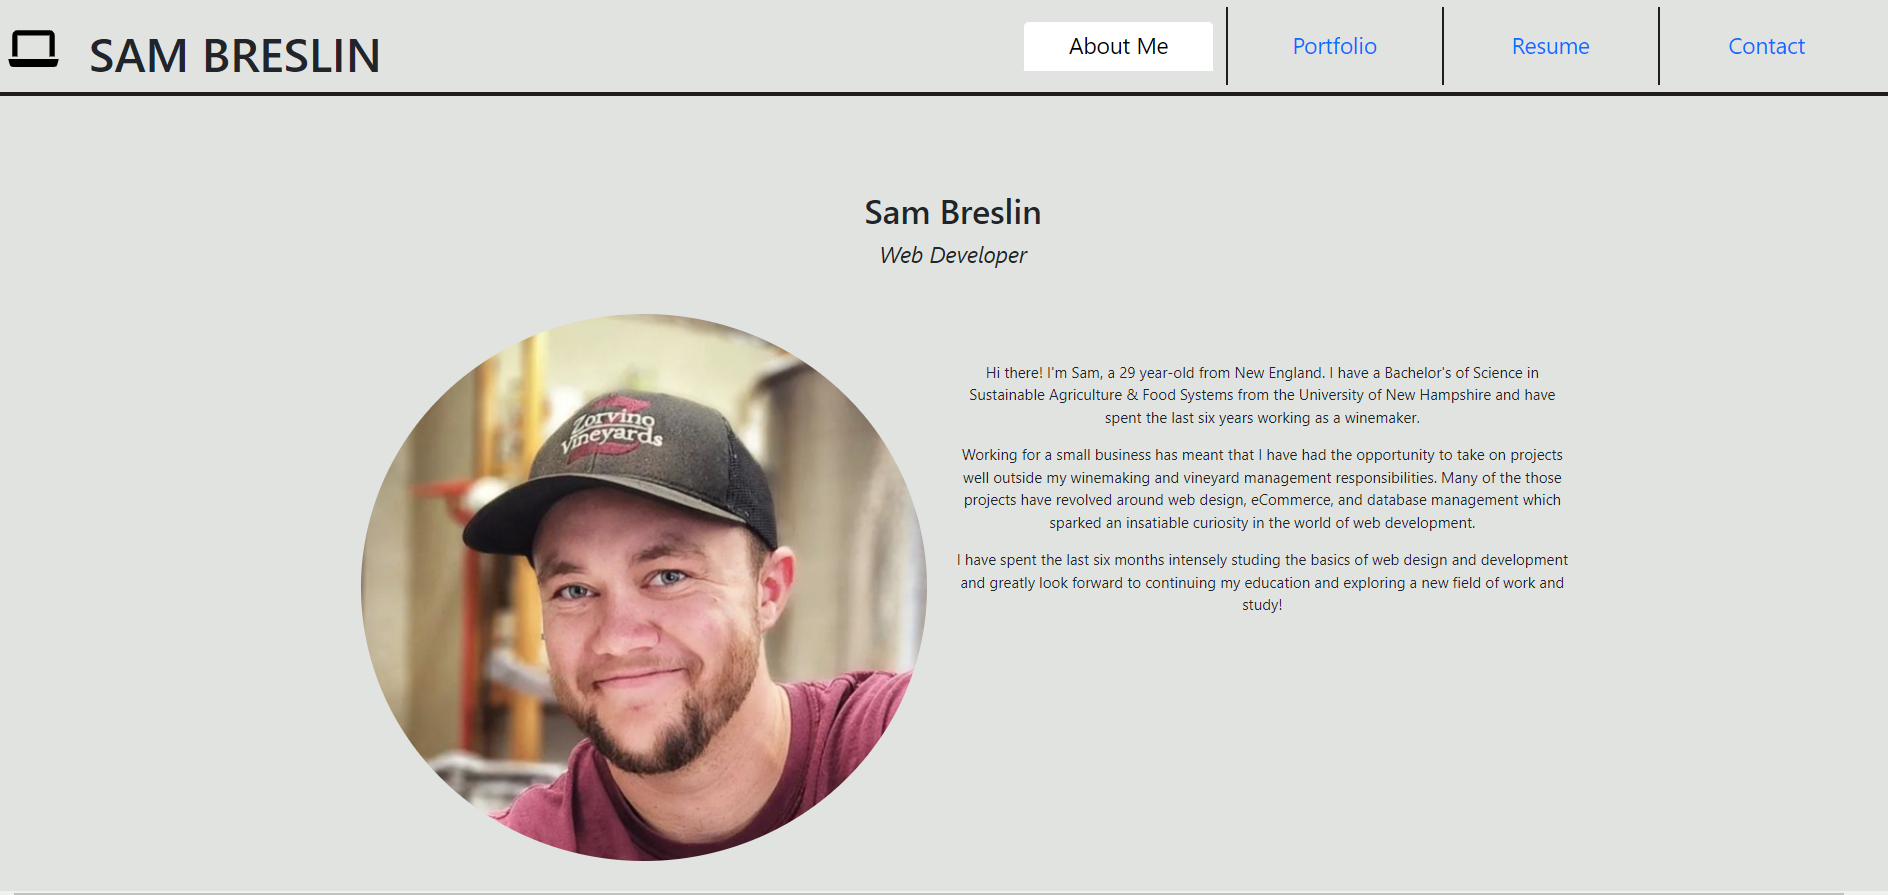 SAM BRESLIN
About Me
Portfolio
Resume
Contact
Sam Breslin
Web Developer
Zorvino
Vineyards
Hi there! I'm Sam, a 29 year-old from New England. I have a Bachelor's of Science in
Sustainable Agriculture & Food Systems from the University of New Hampshire and have
spent the last six years working as a winemaker.
Working for a small business has meant that I have had the opportunity to take on projects
well outside my winemaking and vineyard management responsibilities. Many of the those
projects have revolved around web design, eCommerce, and database management which
sparked an insatiable curiosity in the world of web development.
I have spent the last six months intensely studing the basics of web design and development
and greatly look forward to continuing my education and exploring a new field of work and
study!